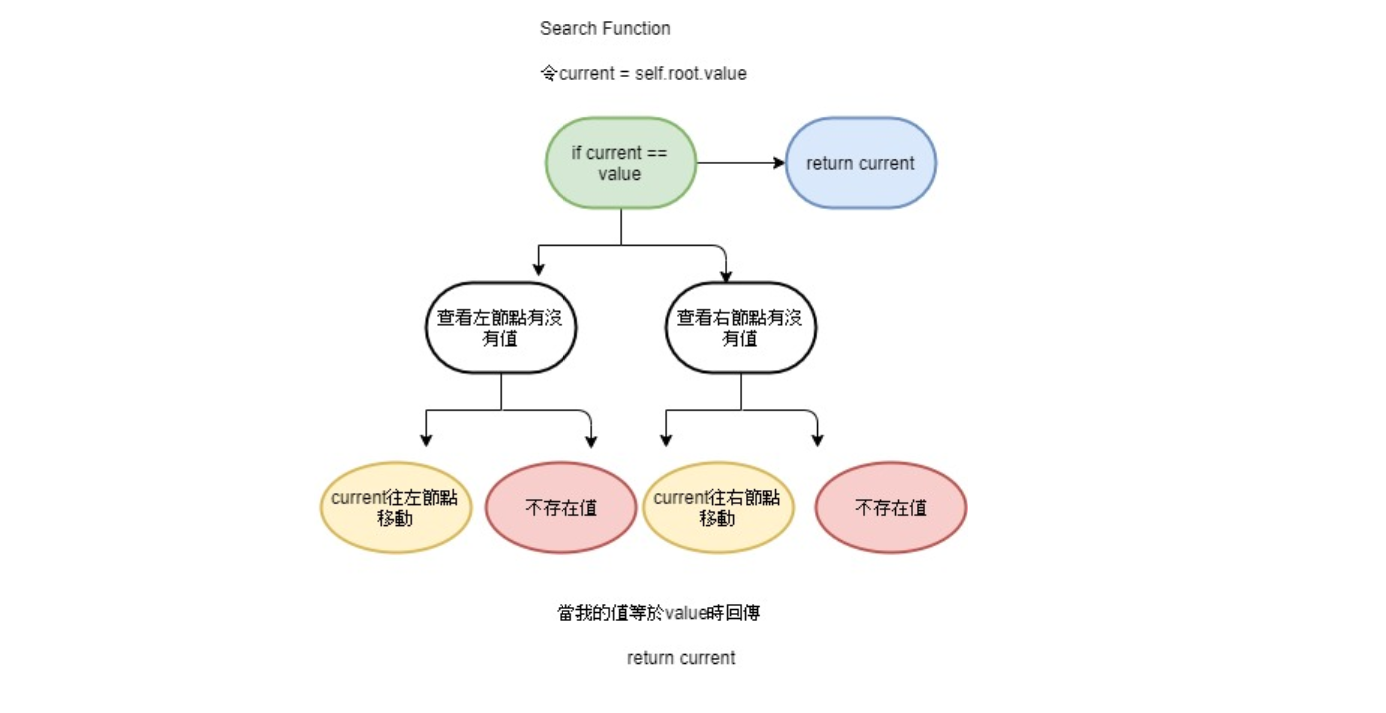 Search Function
令current = self.root.value
if current ==
value
return current
查看左節點有沒
有值
查看右節點有沒
有值
current往左節點
移動
不存在值
current往右節點
移動
不存在值
當我的值等於value時回傳
return current